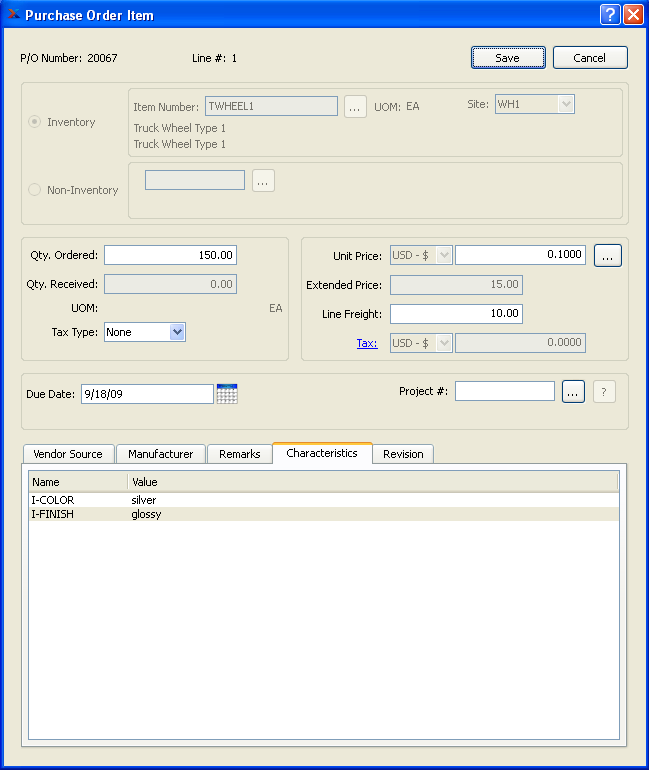 Purchase Order Item
P/O Number: 20067 Line #: 1 Save Cancel
Inventory
Item Number: TWHEEL1 ... UOM: EA Site: WH1
Truck Wheel Type 1
Truck Wheel Type 1
Non-Inventory ...
Qty. Ordered: 150.00 Unit Price: USD - $ 0.1000 ...
Qty. Received: 0.00 Extended Price: 15.00
UOM: EA Line Freight: 10.00
Tax Type: None Tax: USD - $ 0.0000
Due Date: 9/18/09 Project #: ... ?
Vendor Source Manufacturer Remarks Characteristics Revision
Name Value
I-COLOR silver
I-FINISH glossy